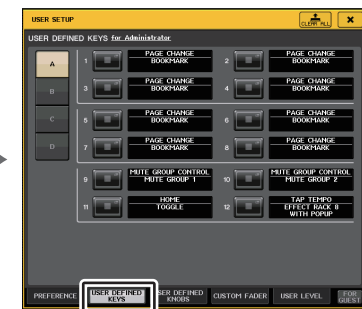 USER SETUP
CLEAR ALL
USER DEFINED KEYS for Administrator
A
B
C
D
1
PAGE CHANGE
BOOKMARK
2
PAGE CHANGE
BOOKMARK
3
PAGE CHANGE
BOOKMARK
4
PAGE CHANGE
BOOKMARK
5
PAGE CHANGE
BOOKMARK
6
PAGE CHANGE
BOOKMARK
7
PAGE CHANGE
BOOKMARK
8
PAGE CHANGE
BOOKMARK
9
MUTE GROUP CONTROL
MUTE GROUP 1
10
MUTE GROUP CONTROL
MUTE GROUP 2
11
HOME
TOGGLE
12
TAP TEMPO
EFFECT RACK 8
WITH POPUP
PREFERENCE
USER DEFINED
KEYS
USER DEFINED
KNOBS
CUSTOM FADER
USER LEVEL
FOR
GUEST